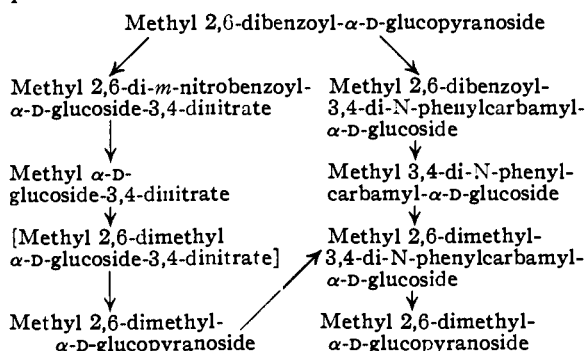 Methyl 2,6-dibenzoyl-α-D-glucopyranoside
Methyl 2,6-di-m-nitrobenzoyl-
α-D-glucoside-3,4-dinitrate
Methyl α-D-
glucoside-3,4-dinitrate
[Methyl 2,6-dimethyl
α-D-glucoside-3,4-dinitrate]
Methyl 2,6-dimethyl-
α-D-glucopyranoside
Methyl 2,6-dibenzoyl-
3,4-di-N-phenylcarbamyl-
α-D-glucoside
Methyl 3,4-di-N-phenyl-
carbamyl-α-D-glucoside
Methyl 2,6-dimethyl-
3,4-di-N-phenylcarbamyl-
α-D-glucoside
Methyl 2,6-dimethyl-
α-D-glucopyranoside